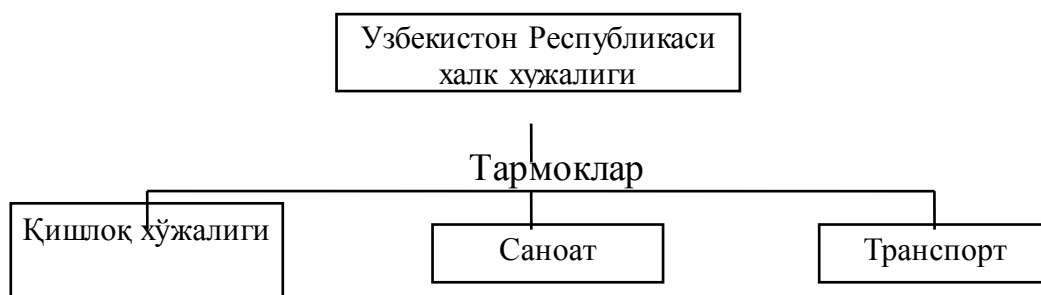 Узбекистон Республикаси
халк хужалиги
Тармоклар
Қишлоқ хўжалиги
Саноат
Транспорт